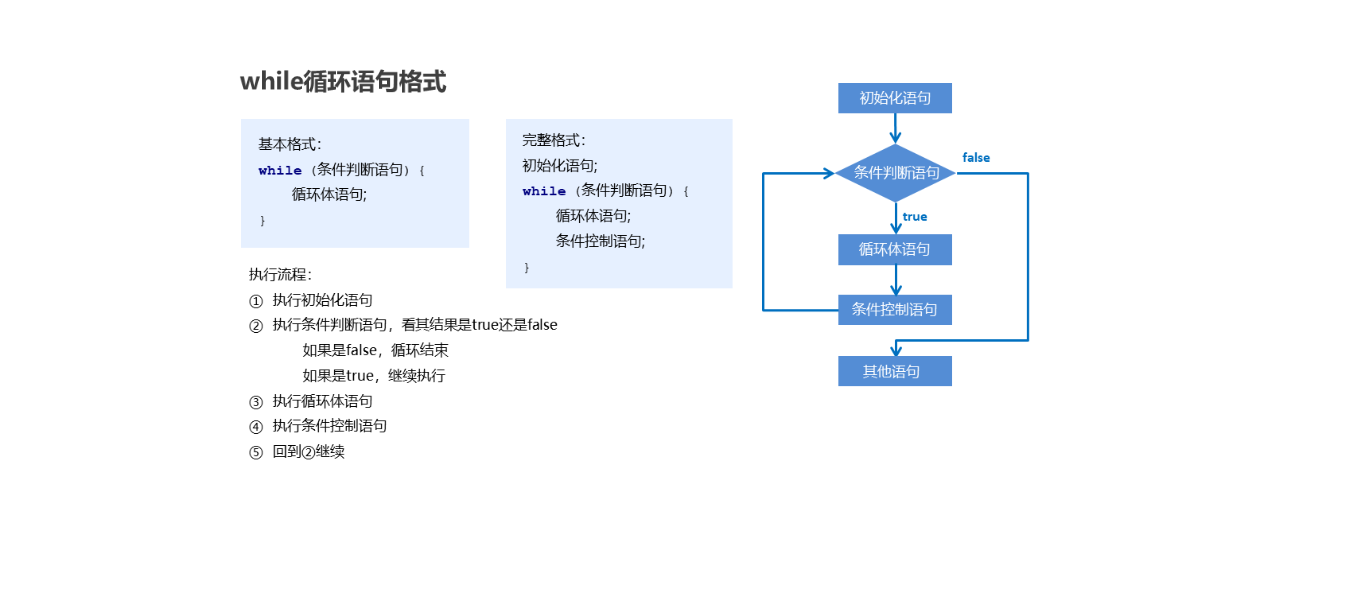 while循环语句格式
基本格式：
while (条件判断语句) {
循环体语句;
}
完整格式：
初始化语句;
while (条件判断语句) {
循环体语句;
条件控制语句;
}
执行流程：
① 执行初始化语句
② 执行条件判断语句，看其结果是true还是false
如果是false，循环结束
如果是true，继续执行
③ 执行循环体语句
④ 执行条件控制语句
⑤ 回到②继续
初始化语句
条件判断语句
false
true
循环体语句
条件控制语句
其他语句